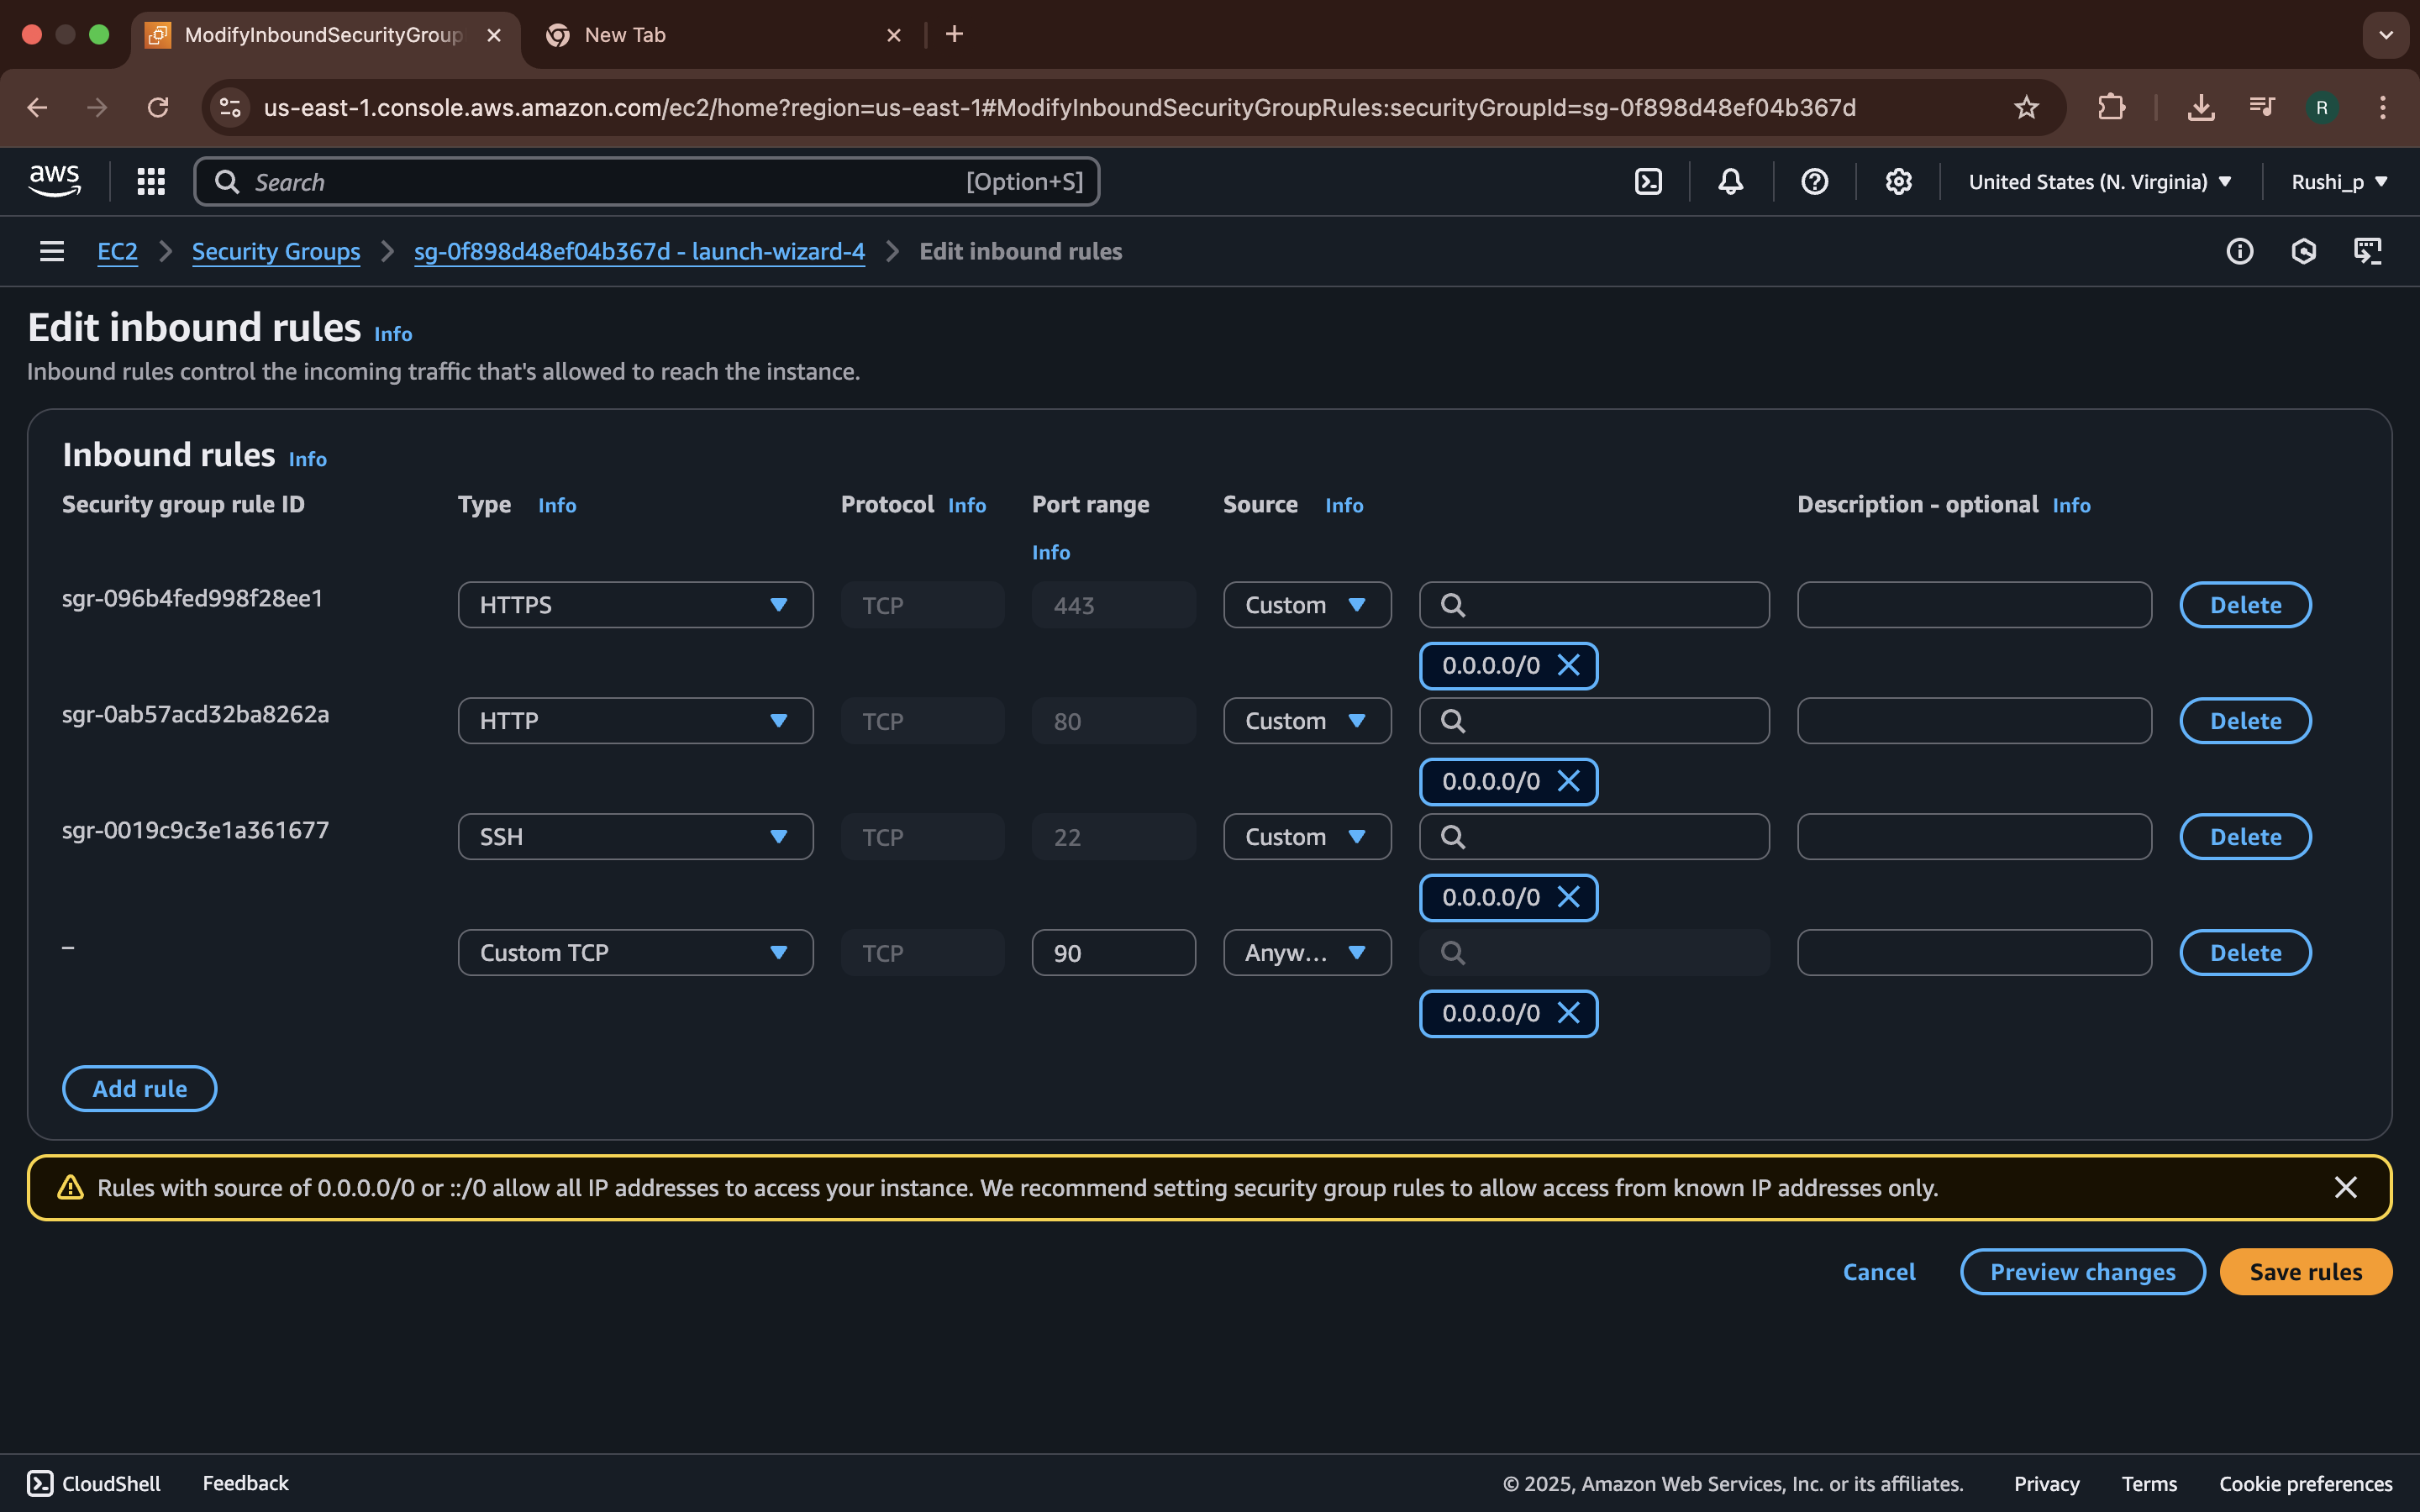 ModifyInboundSecurityGroup
New Tab
us-east-1.console.aws.amazon.com/ec2/home?region=us-east-1#ModifyInboundSecurityGroupRules:securityGroupId=sg-0f898d48ef04b367d
R
aws
Search
[Option+S]
United States (N. Virginia)
Rushi_p
EC2
Security Groups
sg-0f898d48ef04b367d - launch-wizard-4
Edit inbound rules
Edit inbound rules Info
Inbound rules control the incoming traffic that's allowed to reach the instance.
Inbound rules Info
Security group rule ID
Type Info
Protocol Info
Port range
Info
Source Info
Description - optional Info
sgr-096b4fed998f28ee1
HTTPS
TCP
443
Custom
Delete
0.0.0.0/0
sgr-0ab57acd32ba8262a
HTTP
TCP
80
Custom
Delete
0.0.0.0/0
sgr-0019c9c3e1a361677
SSH
TCP
22
Custom
Delete
0.0.0.0/0
–
Custom TCP
TCP
90
Anyw...
Delete
0.0.0.0/0
Add rule
Rules with source of 0.0.0.0/0 or ::/0 allow all IP addresses to access your instance. We recommend setting security group rules to allow access from known IP addresses only.
Cancel
Preview changes
Save rules
CloudShell
Feedback
© 2025, Amazon Web Services, Inc. or its affiliates.
Privacy
Terms
Cookie preferences